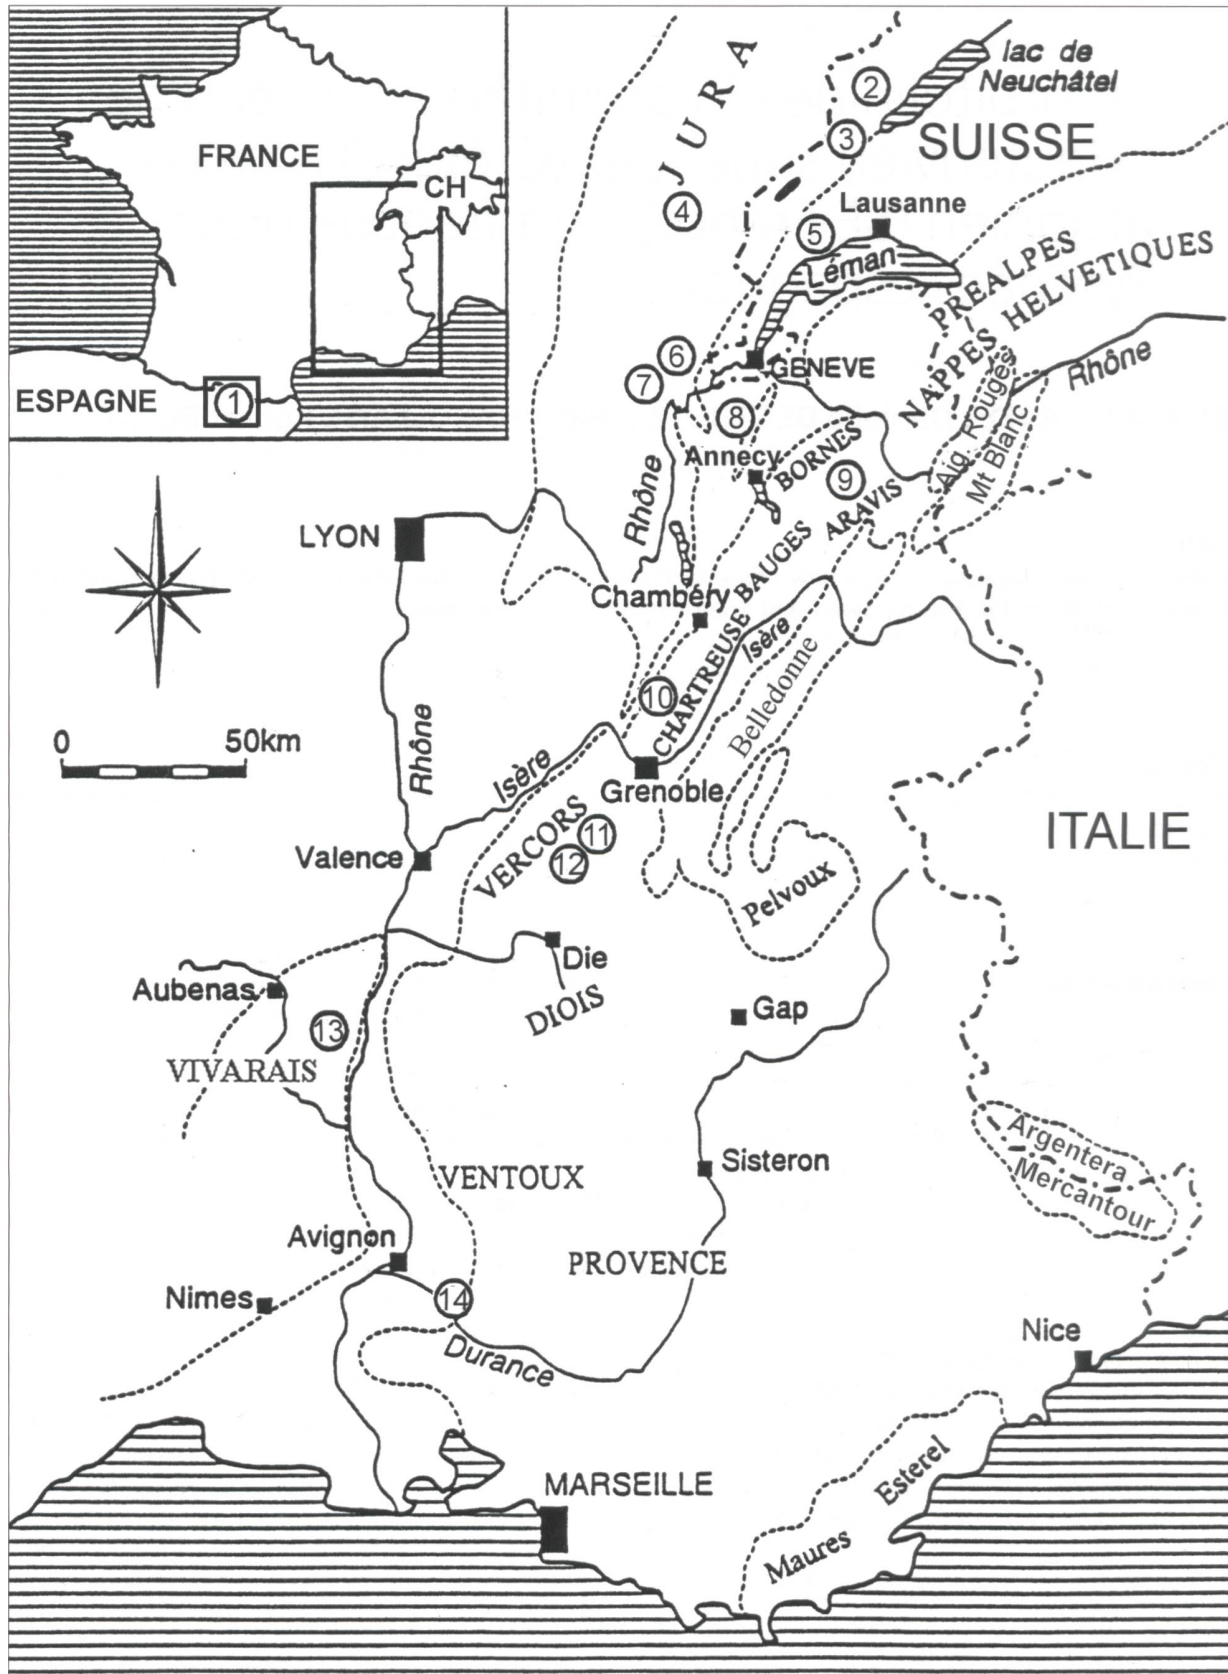 FRANCE
CH
ESPAGNE
1
JURA
lac de
Neuchâtel
2
3
SUISSE
4
Lausanne
5
Léman
PREALPES
NAPPES HELVETIQUES
6
7
GENEVE
Rhône
8
Annecy
BORNES
9
ARAVIS
Aig. Rouges
Mt Blanc
Rhône
LYON
BAUGES
Chambéry
CHARTREUSE
Isère
Belledonne
10
0
50km
Rhône
Isère
Grenoble
ITALIE
VERCORS
11
12
Valence
Pelvoux
Die
DIOIS
Aubenas
Gap
13
VIVARAIS
Argentera
Mercantour
VENTOUX
Sisteron
Avignon
PROVENCE
Nimes
14
Durance
Nice
MARSEILLE
Esterel
Maures